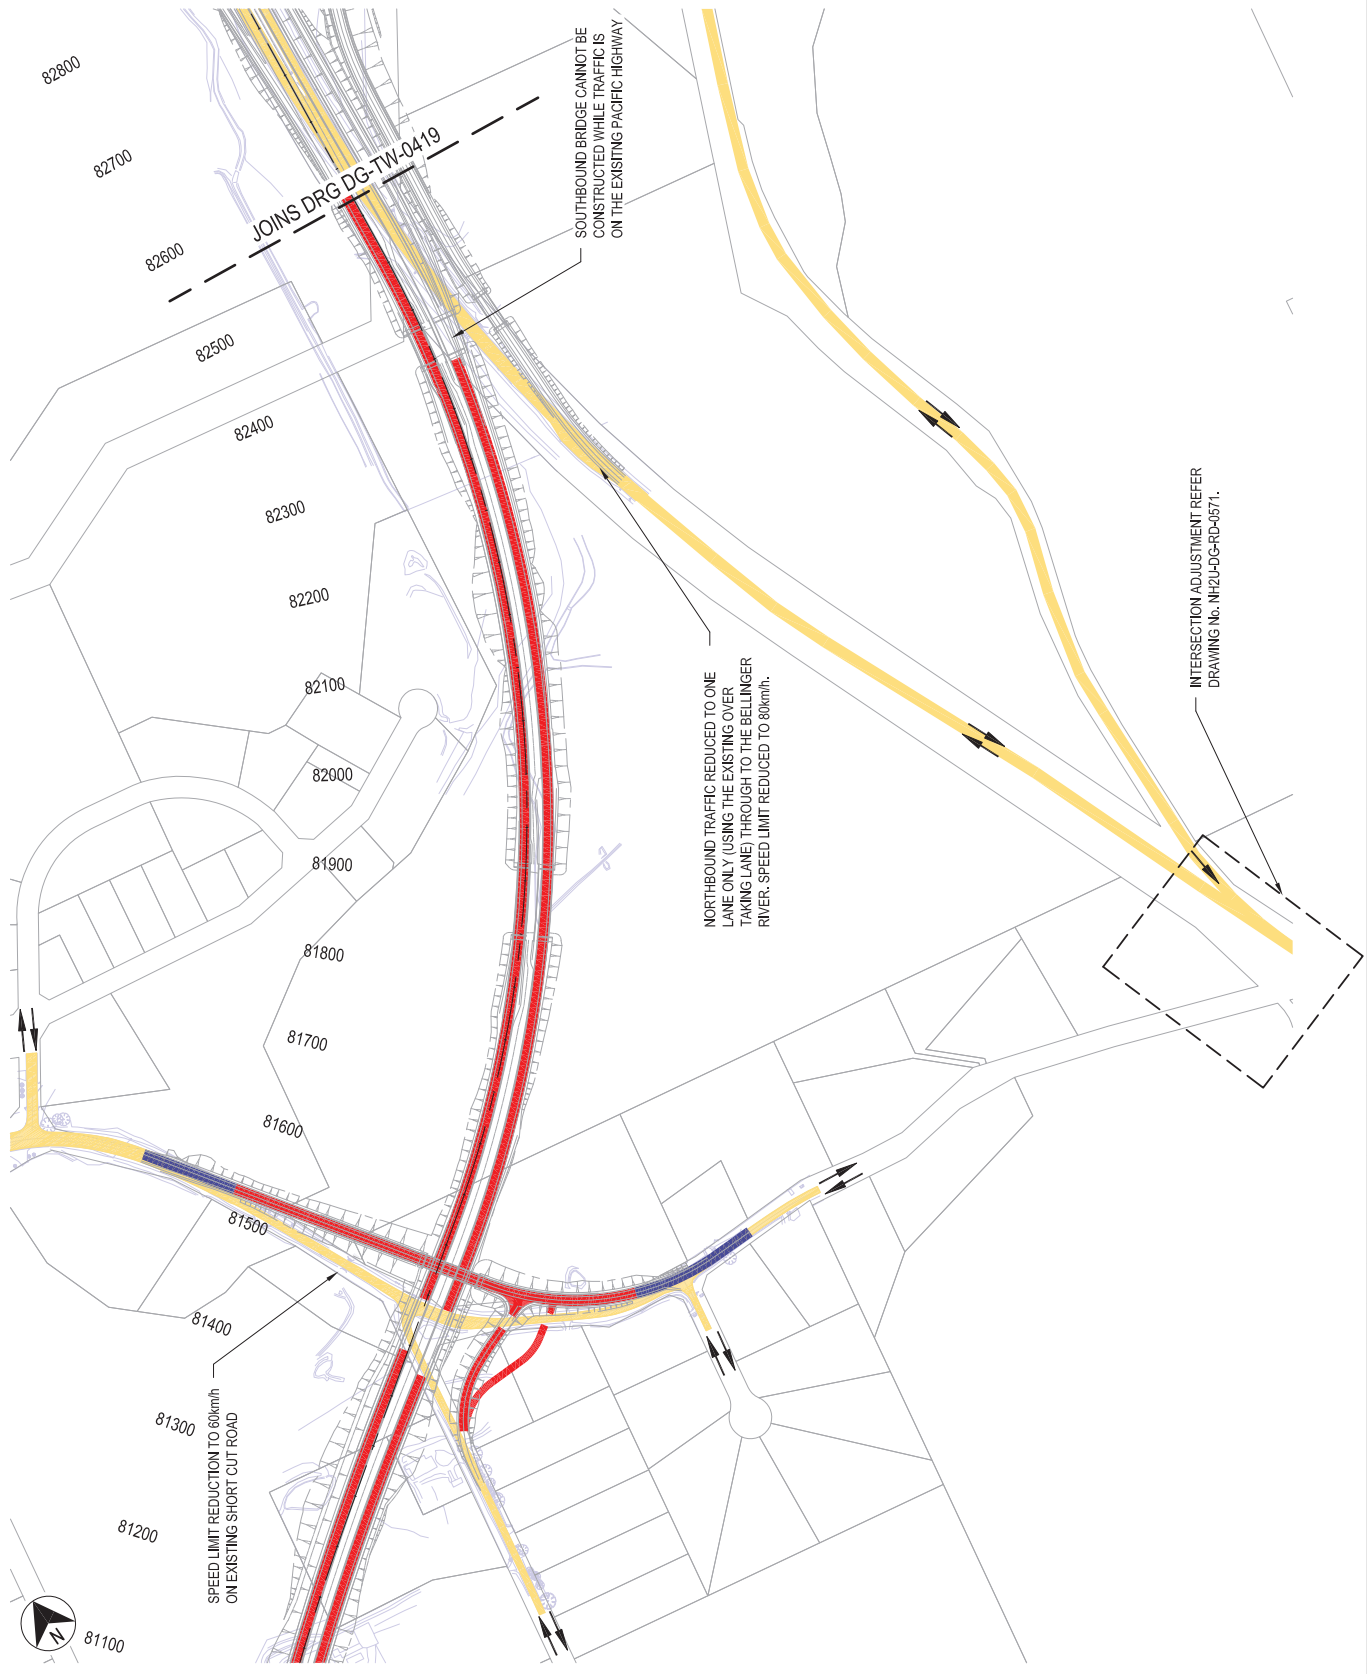 82800
82700
82600
82500
82400
82300
82200
82100
82000
81900
81800
81700
81600
81500
81400
81300
81200
81100
JOINS DRG DG-TW-0419
SOUTHBOUND BRIDGE CANNOT BE
CONSTRUCTED WHILE TRAFFIC IS
ON THE EXISITNG PACIFIC HIGHWAY
INTERSECTION ADJUSTMENT REFER
DRAWING No. NH2U-DG-RD-0571.
NORTHBOUND TRAFFIC REDUCED TO ONE
LANE ONLY (USING THE EXISTING OVER
TAKING LANE) THROUGH TO THE BELLINGER
RIVER. SPEED LIMIT REDUCED TO 80km/h.
SPEED LIMIT REDUCTION TO 60km/h
ON EXISTING SHORT CUT ROAD
N